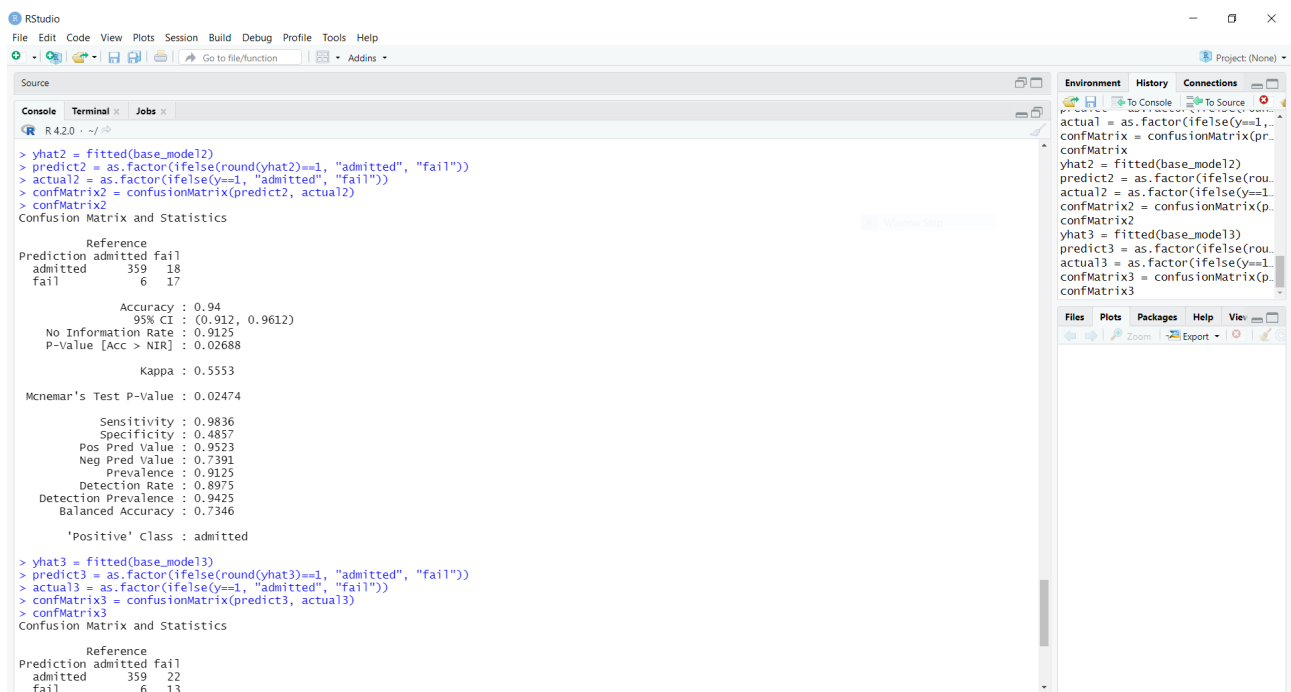 RStudio
File Edit Code View Plots Session Build Debug Profile Tools Help
Go to file/function
Addins
Project: (None)
Source
Console Terminal Jobs
R 4.2.0 · ~/
> yhat2 = fitted(base_model2)
> predict2 = as.factor(ifelse(round(yhat2)==1, "admitted", "fail"))
> actual2 = as.factor(ifelse(y==1, "admitted", "fail"))
> confMatrix2 = confusionMatrix(predict2, actual2)
> confMatrix2
Confusion Matrix and Statistics
Reference
Prediction admitted fail
admitted 359 18
fail 6 17
Accuracy : 0.94
95% CI : (0.912, 0.9612)
No Information Rate : 0.9125
P-Value [Acc > NIR] : 0.02688
Kappa : 0.5553
Mcnemar's Test P-Value : 0.02474
Sensitivity : 0.9836
Specificity : 0.4857
Pos Pred Value : 0.9523
Neg Pred Value : 0.7391
Prevalence : 0.9125
Detection Rate : 0.8975
Detection Prevalence : 0.9425
Balanced Accuracy : 0.7346
'Positive' Class : admitted
> yhat3 = fitted(base_model3)
> predict3 = as.factor(ifelse(round(yhat3)==1, "admitted", "fail"))
> actual3 = as.factor(ifelse(y==1, "admitted", "fail"))
> confMatrix3 = confusionMatrix(predict3, actual3)
> confMatrix3
Confusion Matrix and Statistics
Reference
Prediction admitted fail
admitted 359 22
fail 6 13
Environment History Connections
To Console To Source
actual = as.factor(ifelse(y==1,…
confMatrix = confusionMatrix(pr…
confMatrix
yhat2 = fitted(base_model2)
predict2 = as.factor(ifelse(rou…
actual2 = as.factor(ifelse(y==1…
confMatrix2 = confusionMatrix(p…
confMatrix2
yhat3 = fitted(base_model3)
predict3 = as.factor(ifelse(rou…
actual3 = as.factor(ifelse(y==1…
confMatrix3 = confusionMatrix(p…
confMatrix3
Files Plots Packages Help View
Zoom Export